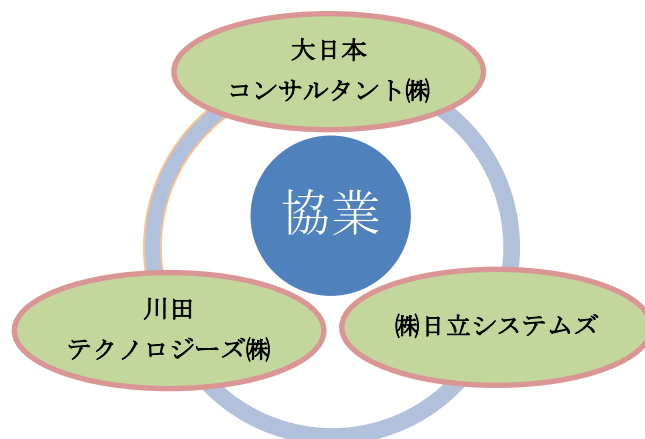 大日本
コンサルタント㈱
協業
川田
テクノロジーズ㈱
㈱日立システムズ